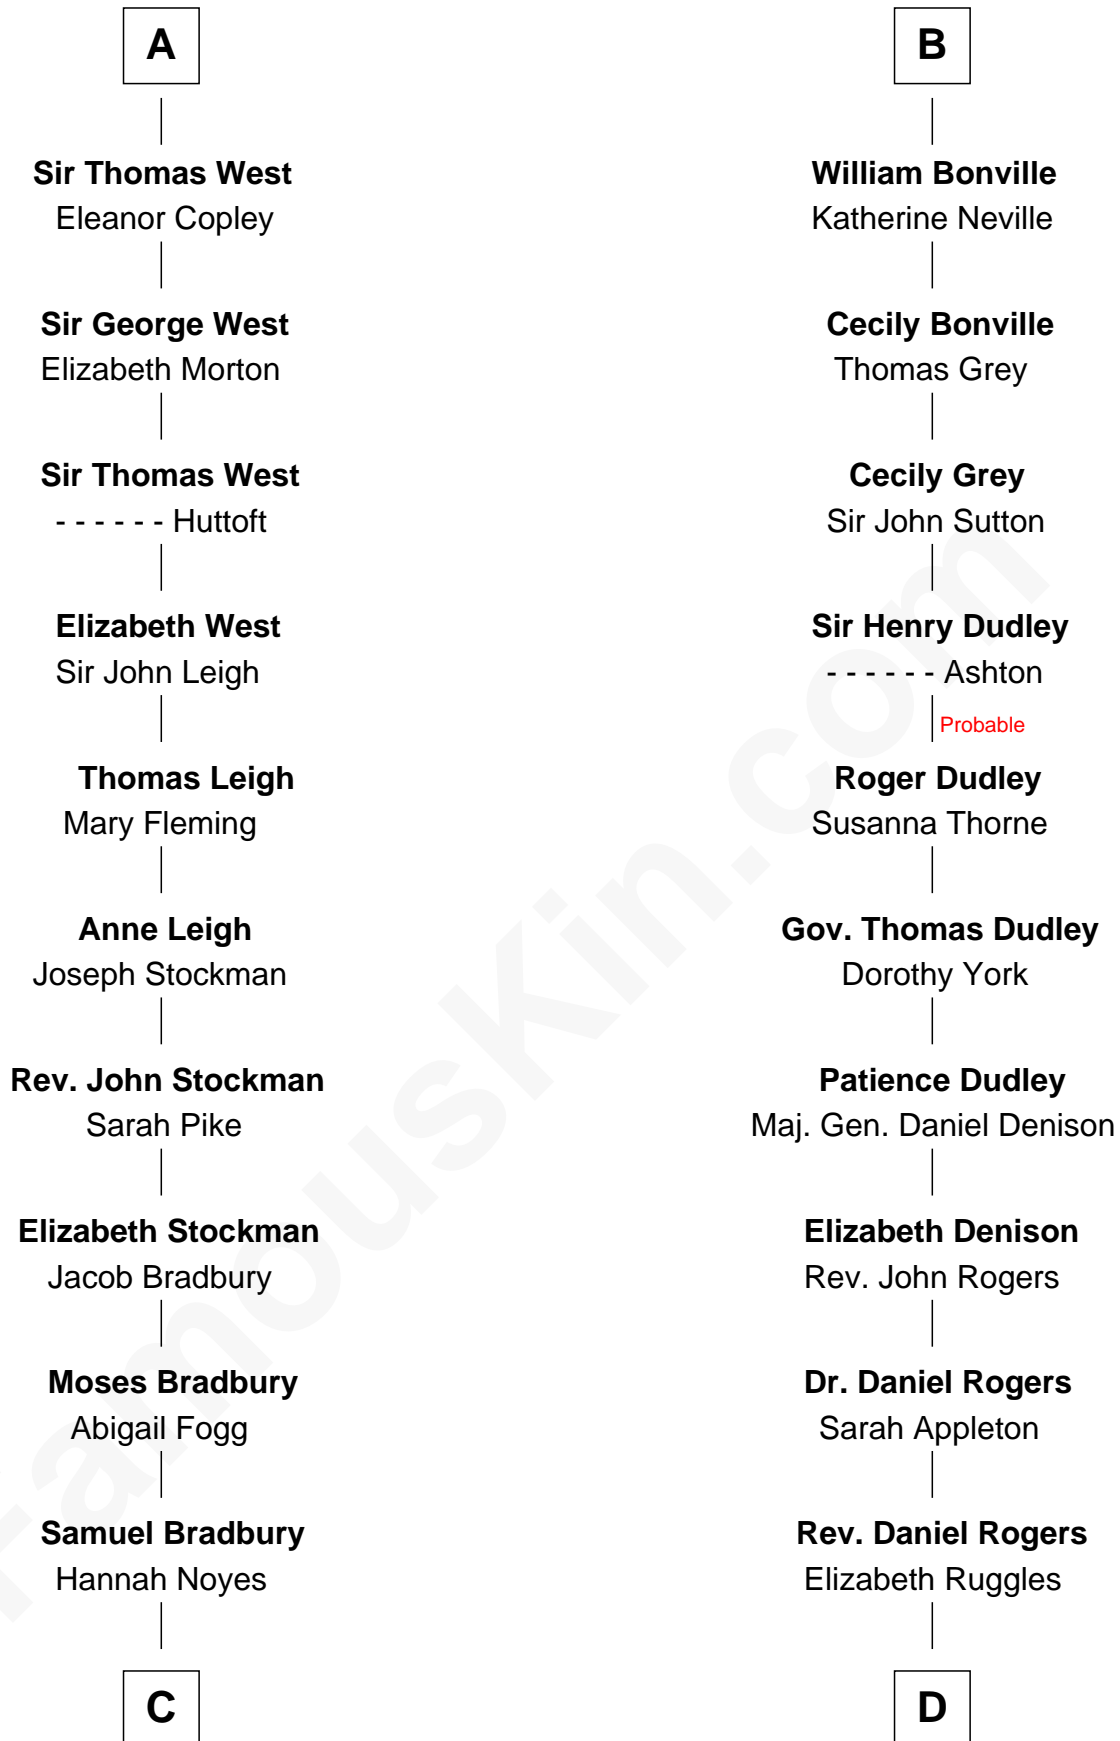 A
Sir Thomas West
Eleanor Copley
Sir George West
Elizabeth Morton
Sir Thomas West
- - - - - - Huttoft
Elizabeth West
Sir John Leigh
Thomas Leigh
Mary Fleming
Anne Leigh
Joseph Stockman
Rev. John Stockman
Sarah Pike
Elizabeth Stockman
Jacob Bradbury
Moses Bradbury
Abigail Fogg
Samuel Bradbury
Hannah Noyes
C
B
William Bonville
Katherine Neville
Cecily Bonville
Thomas Grey
Cecily Grey
Sir John Sutton
Sir Henry Dudley
- - - - - - Ashton
Probable
Roger Dudley
Susanna Thorne
Gov. Thomas Dudley
Dorothy York
Patience Dudley
Maj. Gen. Daniel Denison
Elizabeth Denison
Rev. John Rogers
Dr. Daniel Rogers
Sarah Appleton
Rev. Daniel Rogers
Elizabeth Ruggles
D
FamousKin.com